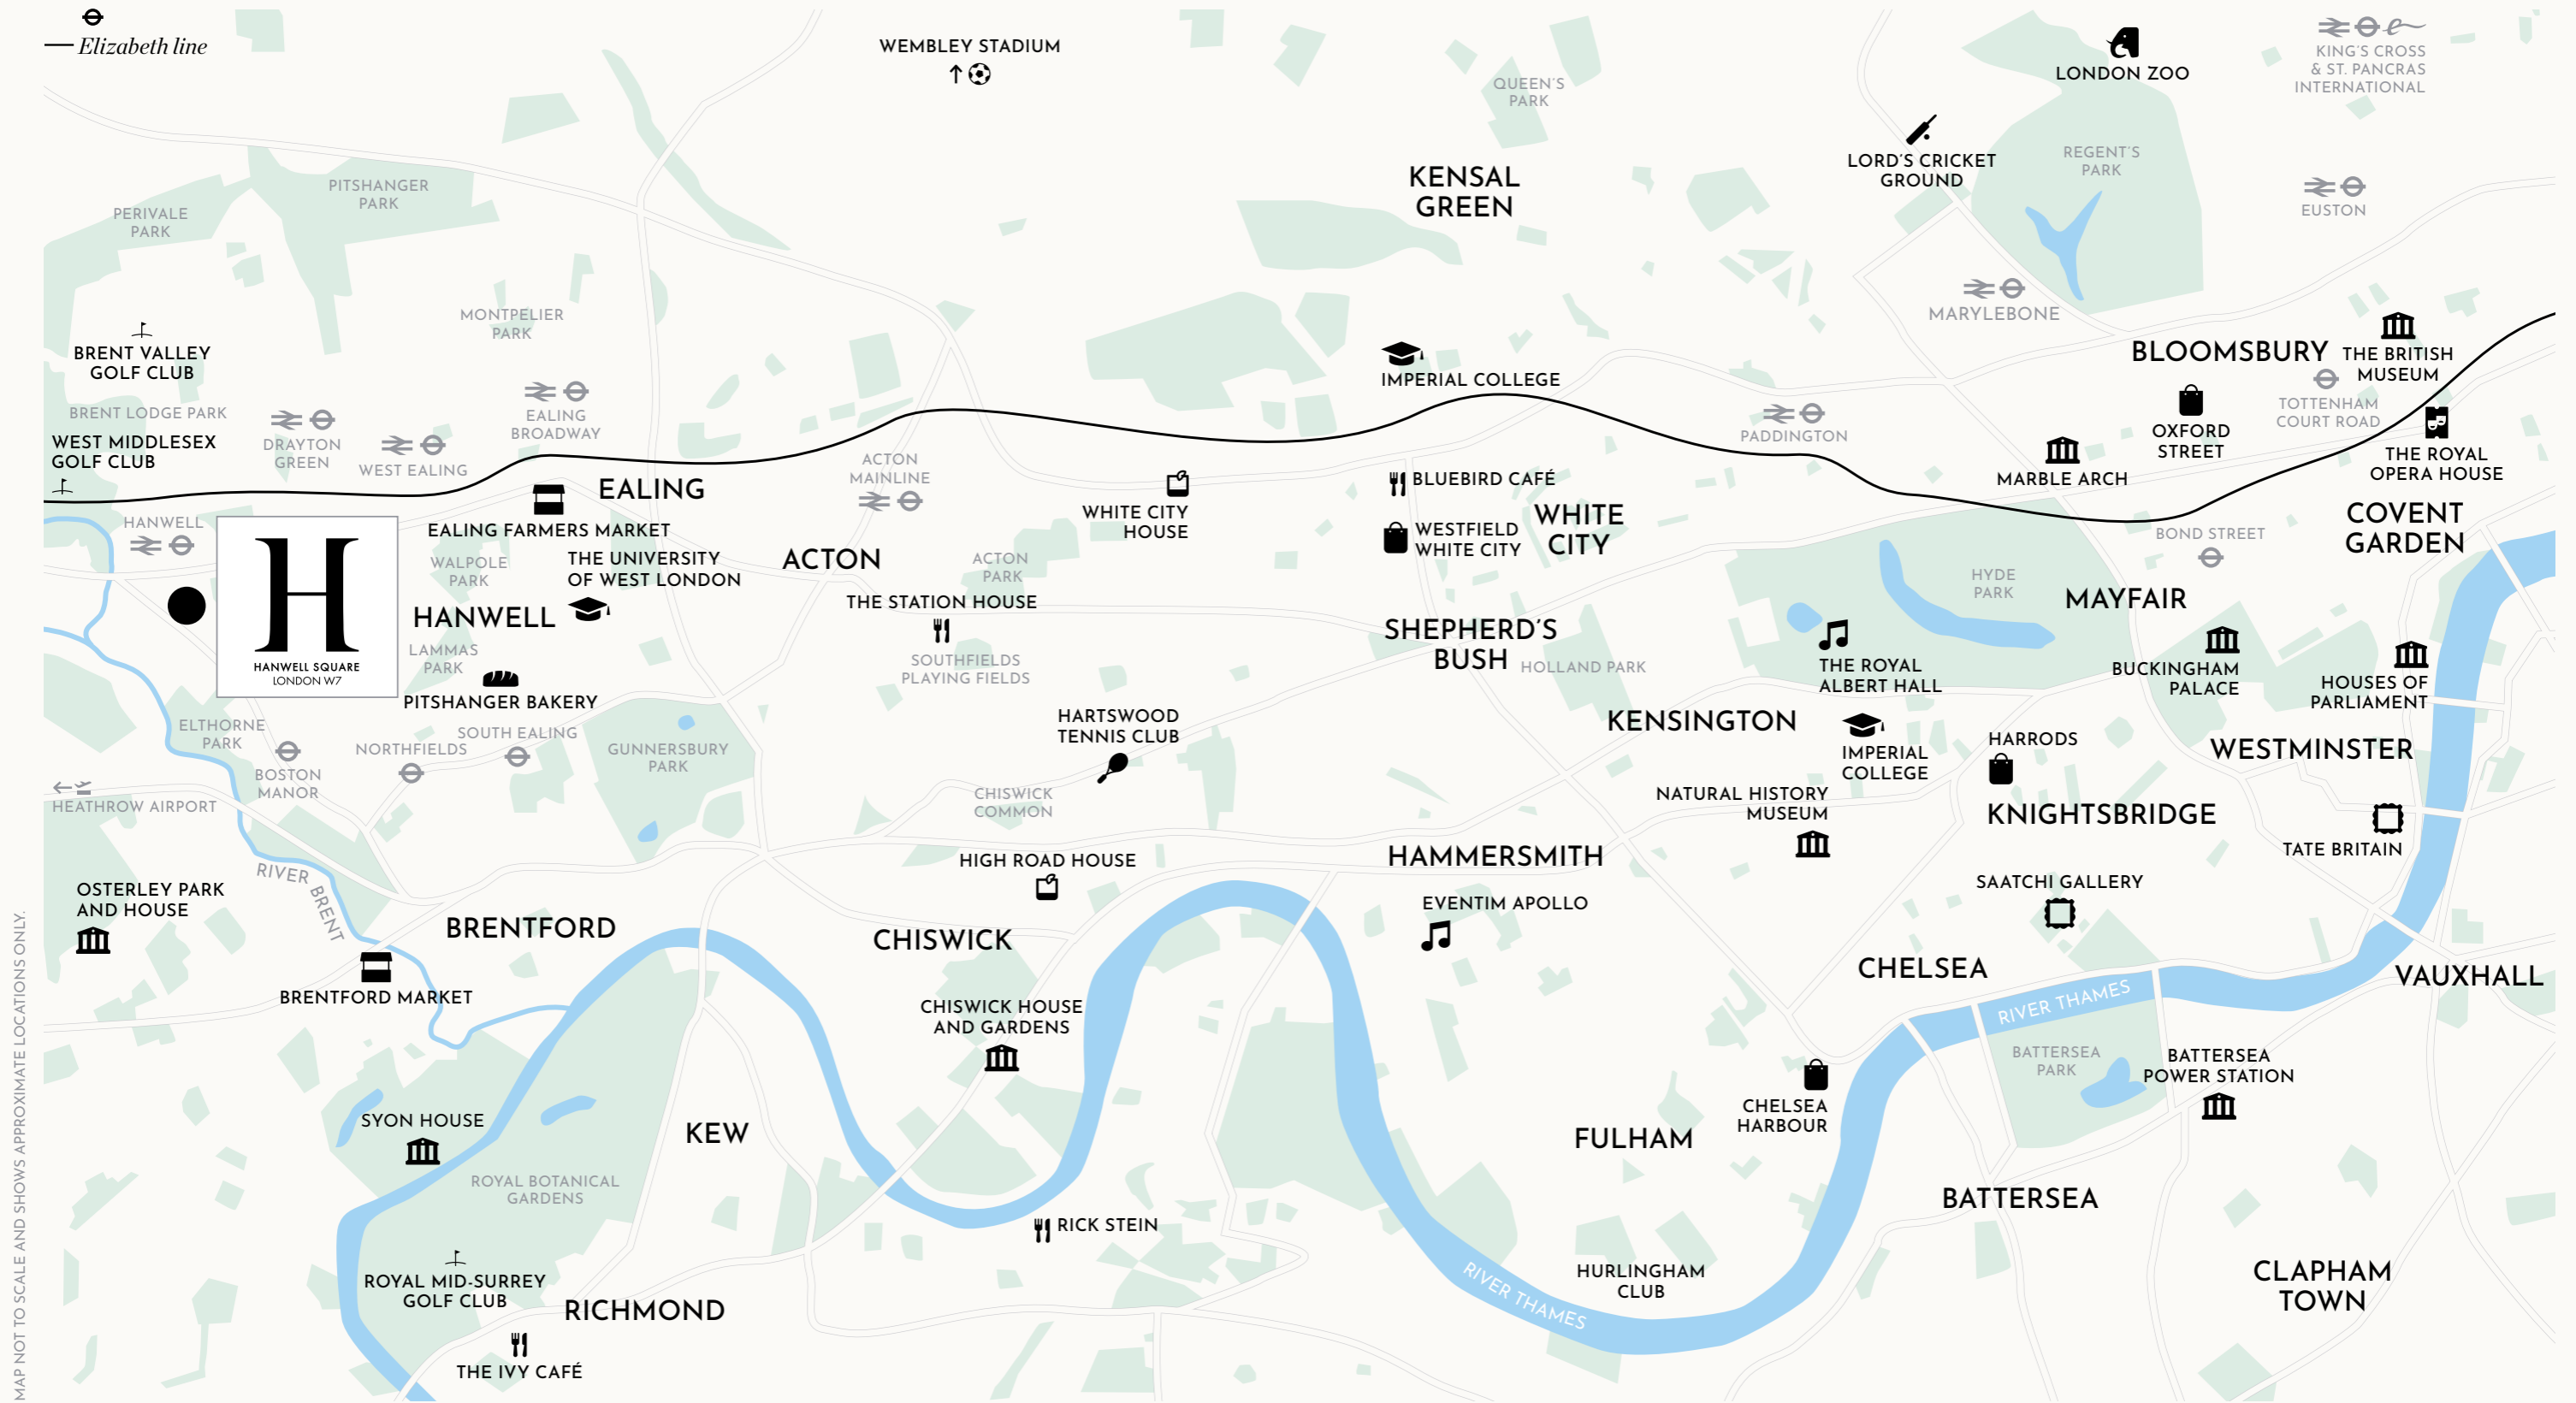 Elizabeth line
WEMBLEY STADIUM
LONDON ZOO
KING'S CROSS
& ST. PANCRAS
INTERNATIONAL
QUEEN'S
PARK
LORD'S CRICKET
GROUND
REGENT'S
PARK
EUSTON
KENSAL
GREEN
PITSHANGER
PARK
PERIVALE
PARK
MONTPELIER
PARK
MARYLEBONE
BRENT VALLEY
GOLF CLUB
BRENT LODGE PARK
WEST MIDDLESEX
GOLF CLUB
DRAYTON
GREEN
WEST EALING
EALING
BROADWAY
IMPERIAL COLLEGE
PADDINGTON
BLOOMSBURY
THE BRITISH
MUSEUM
TOTTENHAM
COURT ROAD
OXFORD
STREET
MARBLE ARCH
THE ROYAL
OPERA HOUSE
ACTON
MAINLINE
EALING
EALING FARMERS MARKET
WHITE CITY
HOUSE
BLUEBIRD CAFÉ
WESTFIELD
WHITE CITY
WHITE
CITY
COVENT
GARDEN
BOND STREET
HANWELL
H
HANWELL SQUARE
LONDON W7
WALPOLE
PARK
THE UNIVERSITY
OF WEST LONDON
ACTON
ACTON
PARK
HYDE
PARK
MAYFAIR
HANWELL
THE STATION HOUSE
SHEPHERD'S
BUSH
HOLLAND PARK
THE ROYAL
ALBERT HALL
BUCKINGHAM
PALACE
HOUSES OF
PARLIAMENT
LAMMAS
PARK
PITSHANGER BAKERY
SOUTHFIELDS
PLAYING FIELDS
ELTHORNE
PARK
BOSTON
MANOR
NORTHFIELDS
SOUTH EALING
GUNNERSBURY
PARK
HARTSWOOD
TENNIS CLUB
KENSINGTON
IMPERIAL
COLLEGE
HARRODS
WESTMINSTER
HEATHROW AIRPORT
CHISWICK
COMMON
NATURAL HISTORY
MUSEUM
KNIGHTSBRIDGE
TATE BRITAIN
RIVER BRENT
HIGH ROAD HOUSE
HAMMERSMITH
SAATCHI GALLERY
OSTERLEY PARK
AND HOUSE
EVENTIM APOLLO
BRENTFORD
CHISWICK
CHELSEA
VAUXHALL
BRENTFORD MARKET
CHISWICK HOUSE
AND GARDENS
RIVER THAMES
BATTERSEA
PARK
BATTERSEA
POWER STATION
SYON HOUSE
KEW
FULHAM
CHELSEA
HARBOUR
ROYAL BOTANICAL
GARDENS
BATTERSEA
RICK STEIN
ROYAL MID-SURREY
GOLF CLUB
RICHMOND
THE IVY CAFÉ
RIVER THAMES
HURLINGHAM
CLUB
CLAPHAM
TOWN
MAP NOT TO SCALE AND SHOWS APPROXIMATE LOCATIONS ONLY.